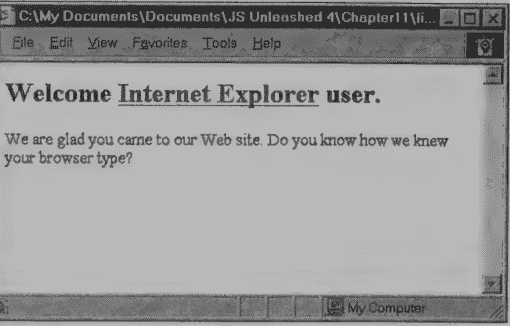 C:\My Documents\Documents\JS Unleashed 4\Chapter11\li...
File Edit View Favorites Tools Help
Welcome Internet Explorer user.
We are glad you came to our Web site. Do you know how we knew
your browser type?
My Computer